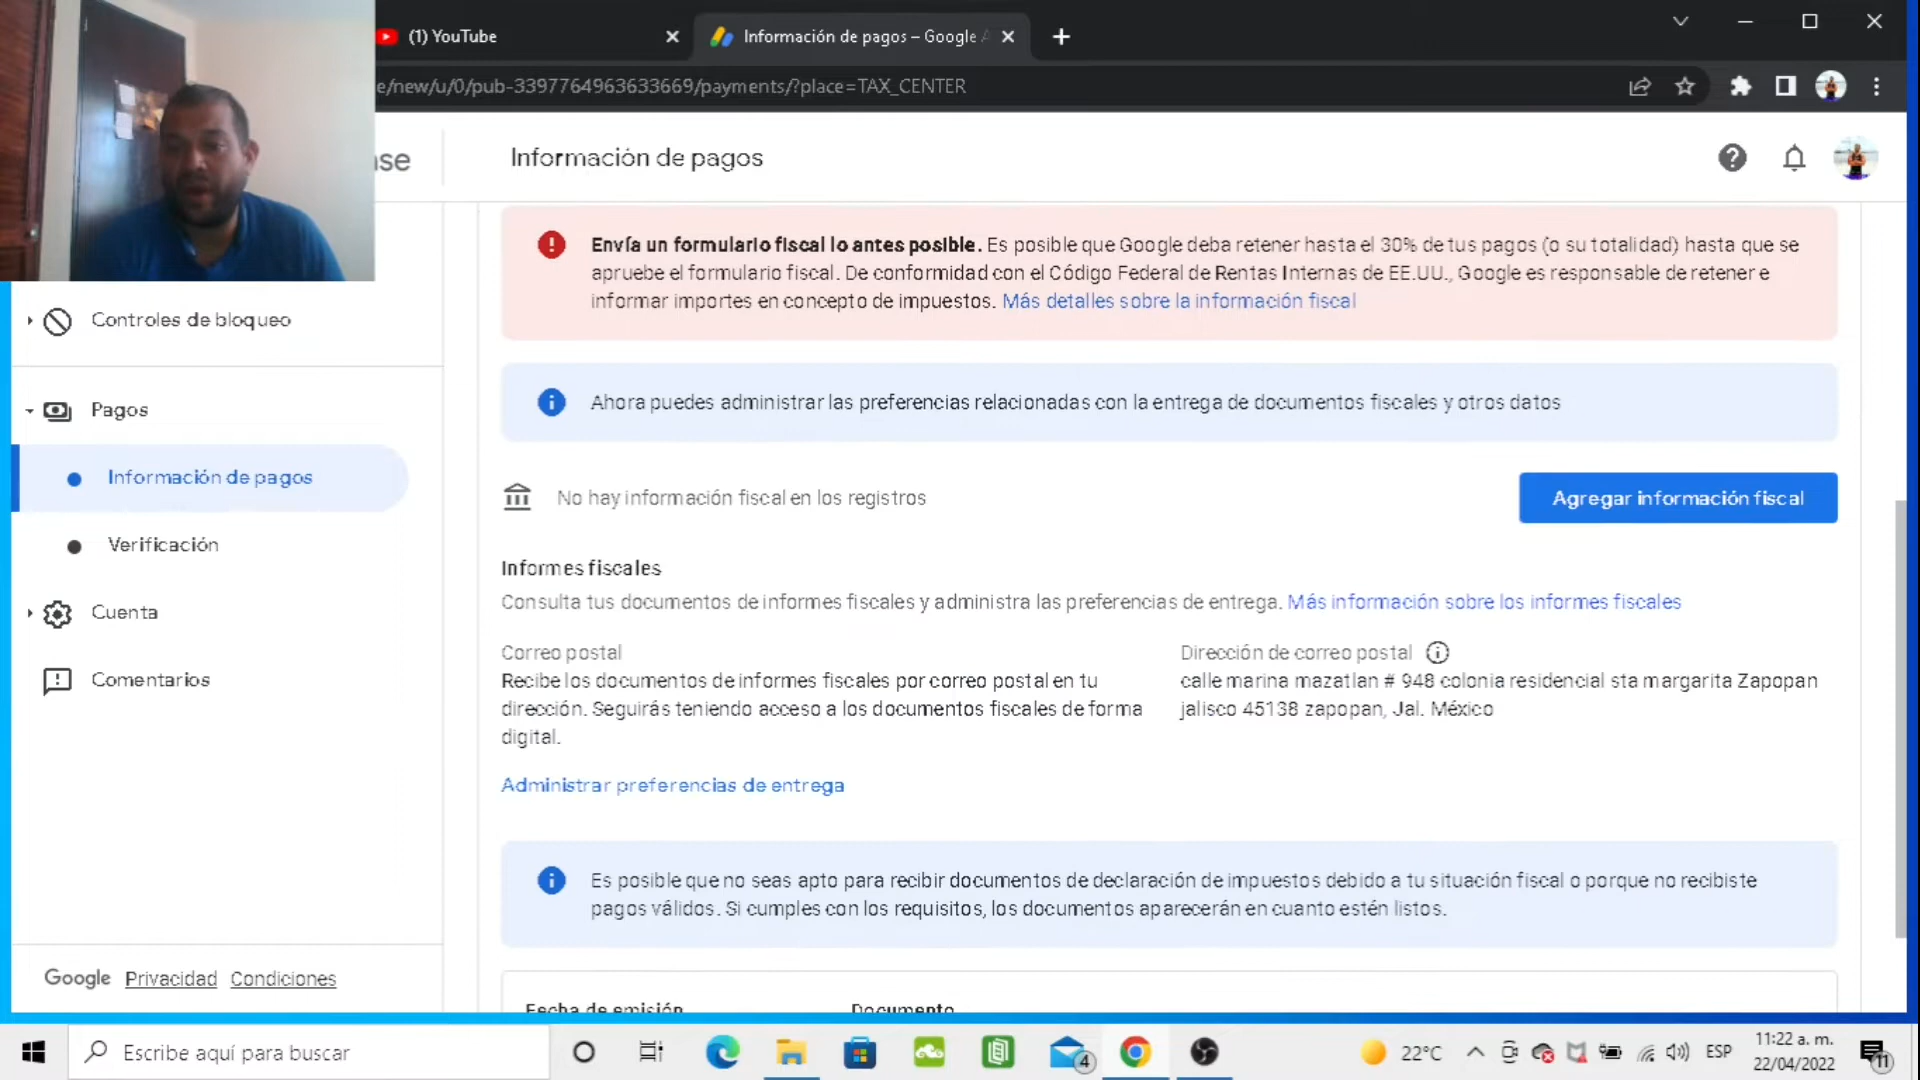 (1) YouTube
Información de pagos – Google A
e/new/u/0/pub-3397764963633669/payments/?place=TAX_CENTER
Información de pagos
Envía un formulario fiscal lo antes posible. Es posible que Google deba retener hasta el 30% de tus pagos (o su totalidad) hasta que se
apruebe el formulario fiscal. De conformidad con el Código Federal de Rentas Internas de EE.UU., Google es responsable de retener e
informar importes en concepto de impuestos. Más detalles sobre la información fiscal
Controles de bloqueo
Pagos
Información de pagos
Verificación
Cuenta
Comentarios
Ahora puedes administrar las preferencias relacionadas con la entrega de documentos fiscales y otros datos
No hay información fiscal en los registros
Agregar información fiscal
Informes fiscales
Consulta tus documentos de informes fiscales y administra las preferencias de entrega. Más información sobre los informes fiscales
Correo postal
Recibe los documentos de informes fiscales por correo postal en tu
dirección. Seguirás teniendo acceso a los documentos fiscales de forma
digital.
Dirección de correo postal
calle marina mazatlan # 948 colonia residencial sta margarita Zapopan
jalisco 45138 zapopan, Jal. México
Administrar preferencias de entrega
Es posible que no seas apto para recibir documentos de declaración de impuestos debido a tu situación fiscal o porque no recibiste
pagos válidos. Si cumples con los requisitos, los documentos aparecerán en cuanto estén listos.
Fecha de emisión
Documento
Google Privacidad Condiciones
Escribe aquí para buscar
4
22°C
ESP
11:22 a. m.
22/04/2022
11